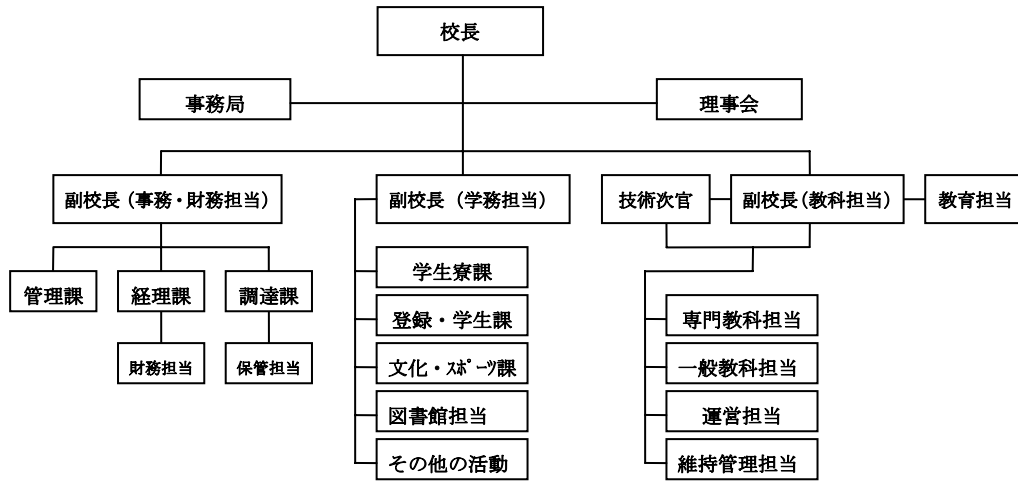 校長
事務局
理事会
副校長（事務・財務担当）
副校長（学務担当）
技術次官
副校長（教科担当）
教育担当
管理課
経理課
調達課
財務担当
保管担当
学生寮課
登録・学生課
文化・ｽﾎﾟｰﾂ課
図書館担当
その他の活動
専門教科担当
一般教科担当
運営担当
維持管理担当